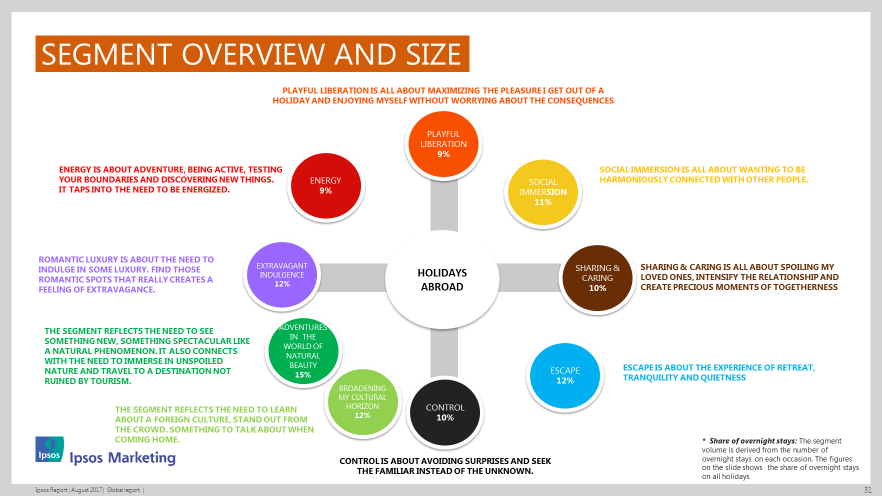 SEGMENT OVERVIEW AND SIZE
PLAYFUL LIBERATION IS ALL ABOUT MAXIMIZING THE PLEASURE I GET OUT OF A
HOLIDAY AND ENJOYING MYSELF WITHOUT WORRYING ABOUT THE CONSEQUENCES
PLAYFUL
LIBERATION
9%
ENERGY IS ABOUT ADVENTURE, BEING ACTIVE, TESTING
YOUR BOUNDARIES AND DISCOVERING NEW THINGS.
IT TAPS INTO THE NEED TO BE ENERGIZED.
ENERGY
9%
SOCIAL
IMMERSION
11%
SOCIAL IMMERSION IS ALL ABOUT WANTING TO BE
HARMONIOUSLY CONNECTED WITH OTHER PEOPLE.
ROMANTIC LUXURY IS ABOUT THE NEED TO
INDULGE IN SOME LUXURY. FIND THOSE
ROMANTIC SPOTS THAT REALLY CREATES A
FEELING OF EXTRAVAGANCE.
EXTRAVAGANT
INDULGENCE
12%
HOLIDAYS
ABROAD
SHARING &
CARING
10%
SHARING & CARING IS ALL ABOUT SPOILING MY
LOVED ONES, INTENSIFY THE RELATIONSHIP AND
CREATE PRECIOUS MOMENTS OF TOGETHERNESS
THE SEGMENT REFLECTS THE NEED TO SEE
SOMETHING NEW, SOMETHING SPECTACULAR LIKE
A NATURAL PHENOMENON. IT ALSO CONNECTS
WITH THE NEED TO IMMERSE IN UNSPOILED
NATURE AND TRAVEL TO A DESTINATION NOT
RUINED BY TOURISM.
ADVENTURES
IN THE
WORLD OF
NATURAL
BEAUTY
15%
ESCAPE
12%
ESCAPE IS ABOUT THE EXPERIENCE OF RETREAT,
TRANQUILITY AND QUIETNESS
BROADENING
MY CULTURAL
HORIZON
12%
CONTROL
10%
THE SEGMENT REFLECTS THE NEED TO LEARN
ABOUT A FOREIGN CULTURE, STAND OUT FROM
THE CROWD. SOMETHING TO TALK ABOUT WHEN
COMING HOME.
CONTROL IS ABOUT AVOIDING SURPRISES AND SEEK
THE FAMILIAR INSTEAD OF THE UNKNOWN.
* Share of overnight stays: The segment
volume is derived from the number of
overnight stays on each occasion. The figures
on the slide shows the share of overnight stays
on all holidays
Ipsos
Ipsos Marketing
Ipsos Report | August 2017 | Global report |
31